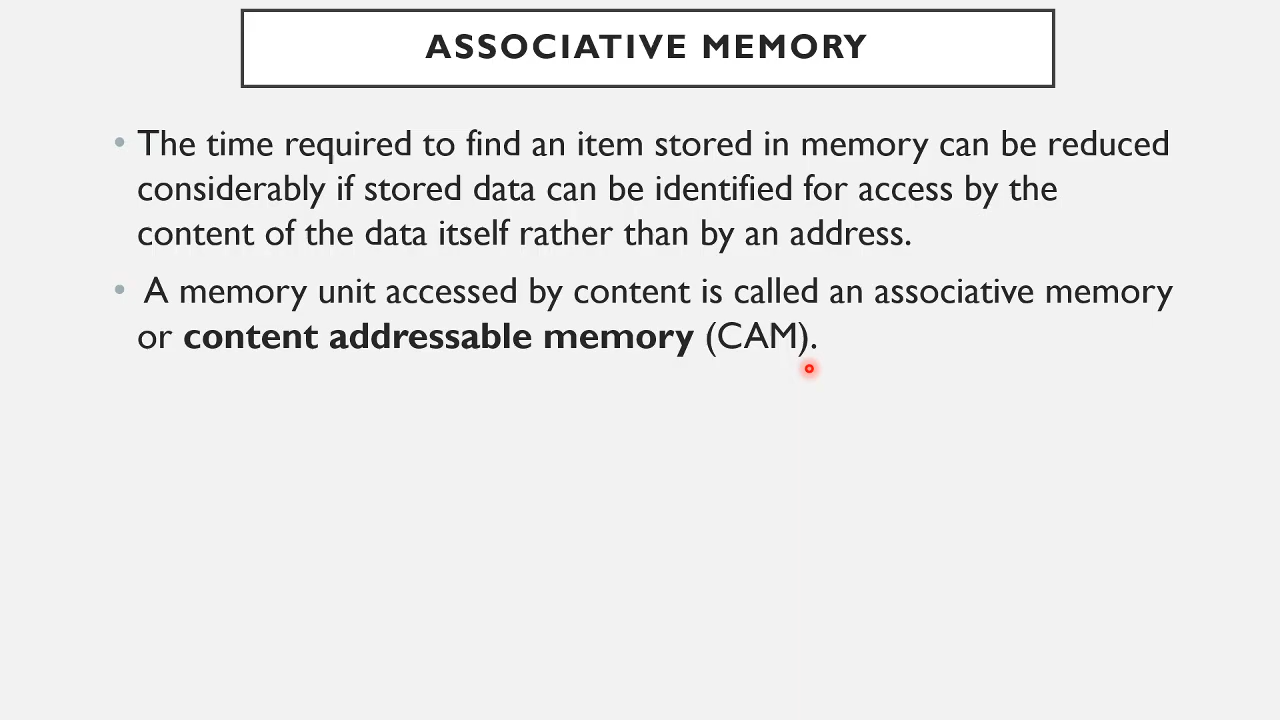 ASSOCIATIVE MEMORY
• The time required to find an item stored in memory can be reduced
considerably if stored data can be identified for access by the
content of the data itself rather than by an address.
• A memory unit accessed by content is called an associative memory
or content addressable memory (CAM).